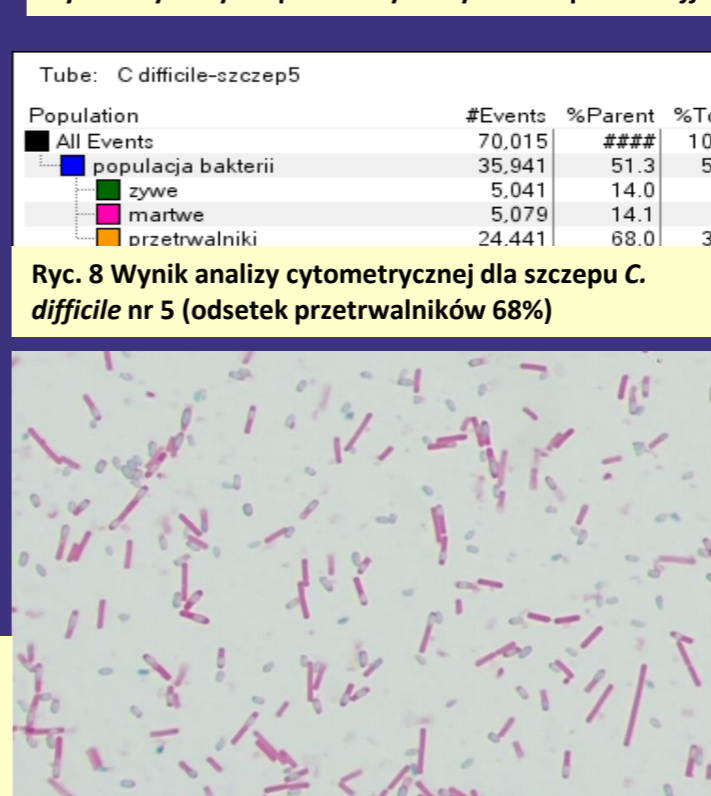 Tube: C difficile-szczep5
Population #Events %Parent
All Events 70,015 ####
populacja bakterii 35,941 51.3
zywe 5,041 14.0
martwe 5,079 14.1
przetrwalniki 24,441 68.0
Ryc. 8 Wynik analizy cytometrycznej dla szczepu C.
difficile nr 5 (odsetek przetrwalników 68%)